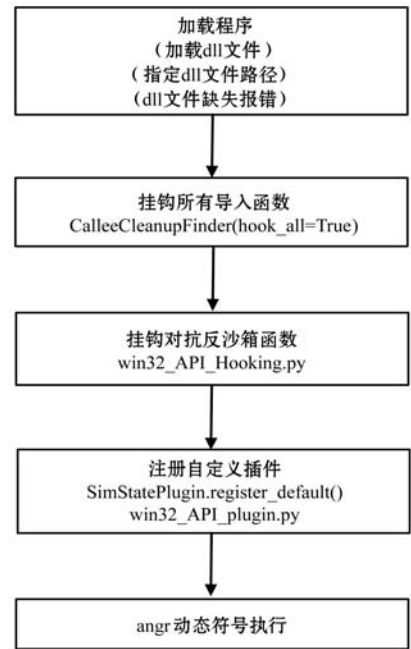 加载程序
(加载dll文件)
(指定dll文件路径)
(dll文件缺失报错)
挂钩所有导入函数
CalleeCleanupFinder(hook_all=True)
挂钩对抗反沙箱函数
win32_API_Hooking.py
注册自定义插件
SimStatePlugin.register_default()
win32_API_plugin.py
angr动态符号执行